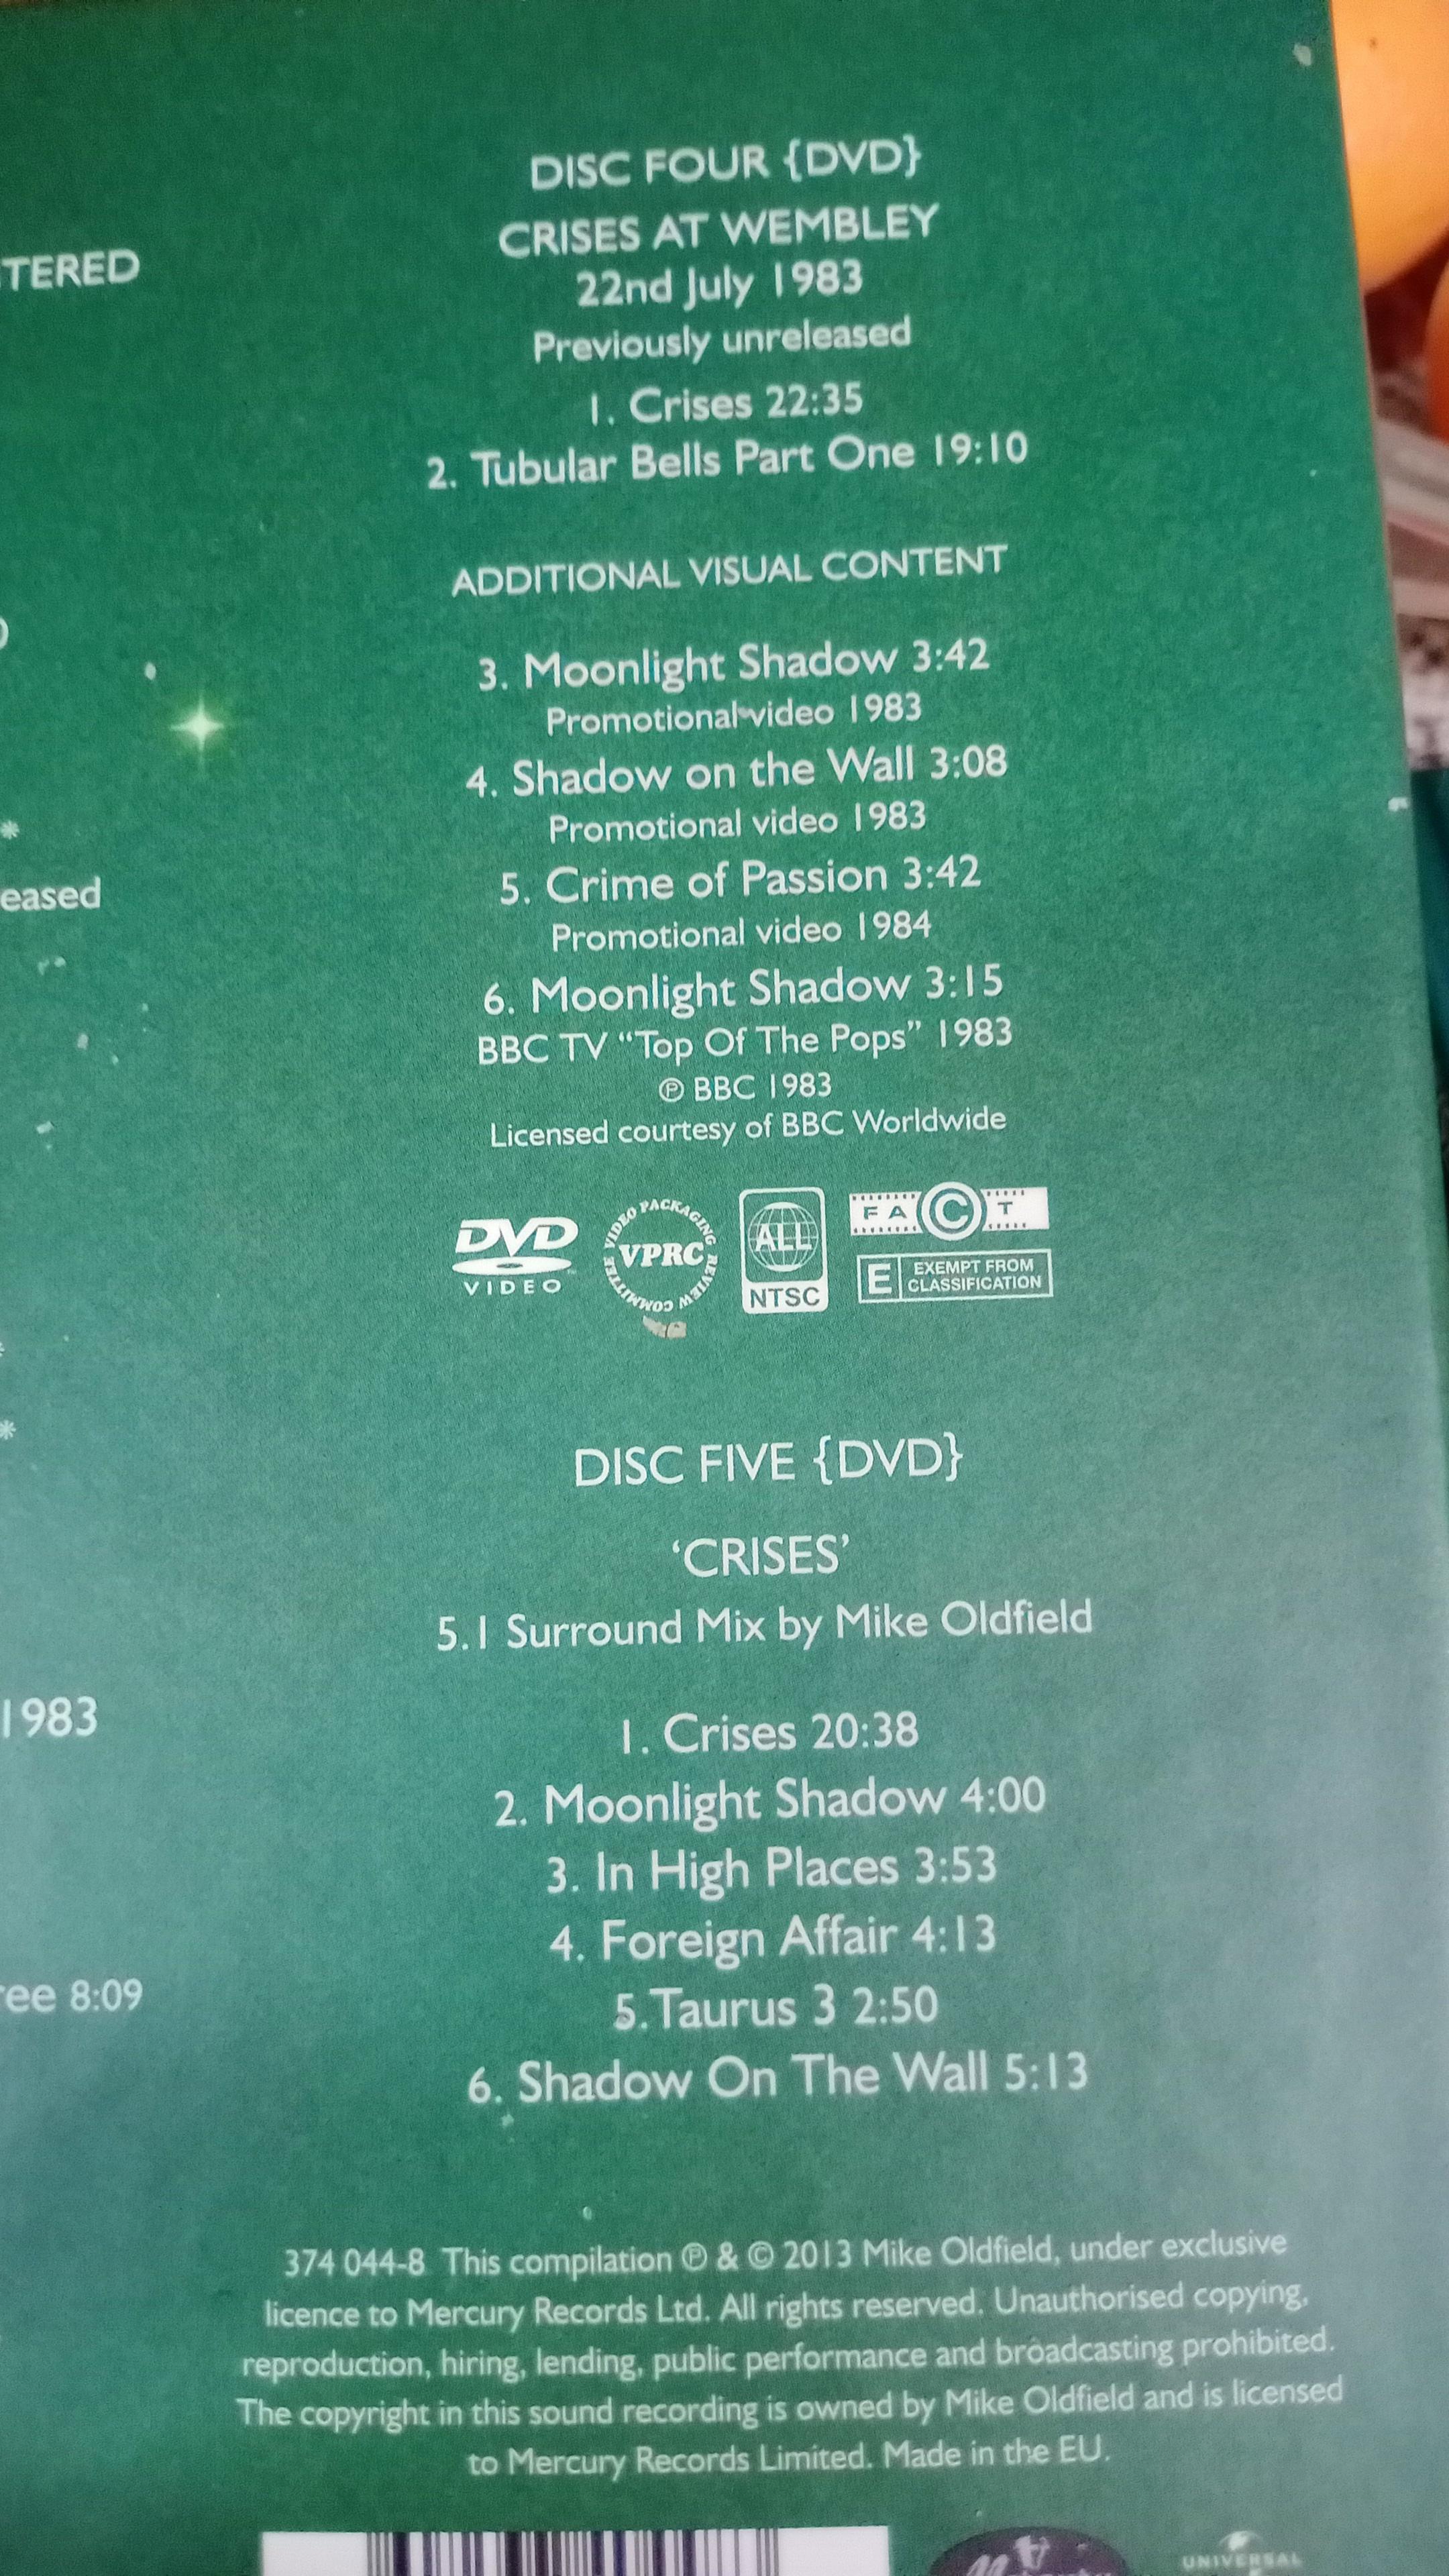 TERED
eased
1983
ree 8:09
DISC FOUR {DVD}
CRISES AT WEMBLEY
22nd July 1983
Previously unreleased
1. Crises 22:35
2. Tubular Bells Part One 19:10
ADDITIONAL VISUAL CONTENT
3. Moonlight Shadow 3:42
Promotional video 1983
4. Shadow on the Wall 3:08
Promotional video 1983
5. Crime of Passion 3:42
Promotional video 1984
6. Moonlight Shadow 3:15
BBC TV “Top Of The Pops” 1983
℗ BBC 1983
Licensed courtesy of BBC Worldwide
DVD
VIDEO
VIDEO PACKAGING REVIEW COMMITTEE
VPRC
ALL
NTSC
FA©T
E EXEMPT FROM
CLASSIFICATION
DISC FIVE {DVD}
‘CRISES’
5.1 Surround Mix by Mike Oldfield
1. Crises 20:38
2. Moonlight Shadow 4:00
3. In High Places 3:53
4. Foreign Affair 4:13
5. Taurus 3 2:50
6. Shadow On The Wall 5:13
374 044-8 This compilation ℗ & © 2013 Mike Oldfield, under exclusive
licence to Mercury Records Ltd. All rights reserved. Unauthorised copying,
reproduction, hiring, lending, public performance and broadcasting prohibited.
The copyright in this sound recording is owned by Mike Oldfield and is licensed
to Mercury Records Limited. Made in the EU.
UNIVERSAL